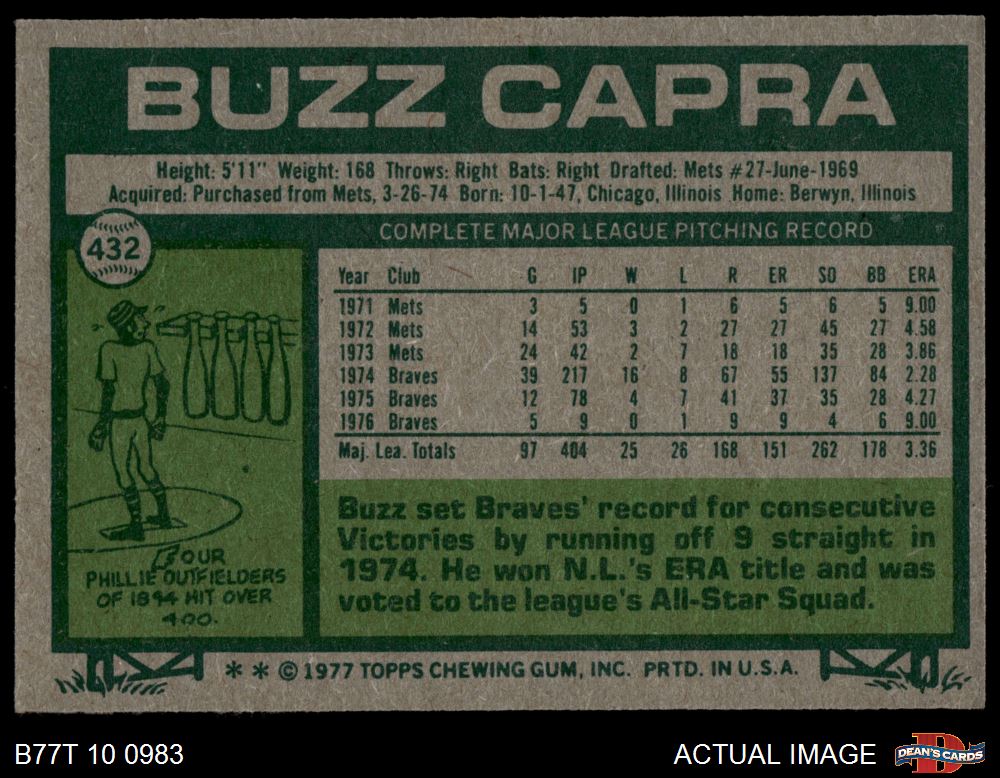 BUZZ CAPRA
Height: 5'11" Weight: 168 Throws: Right Bats: Right Drafted: Mets #27-June-1969
Acquired: Purchased from Mets, 3-26-74 Born: 10-1-47, Chicago, Illinois Home: Berwyn, Illinois
432
COMPLETE MAJOR LEAGUE PITCHING RECORD
Year Club G IP W L R ER SO BB ERA
1971 Mets 3 5 0 1 6 5 6 5 9.00
1972 Mets 14 53 3 2 27 27 45 27 4.58
1973 Mets 24 42 2 7 18 18 35 28 3.86
1974 Braves 39 217 16 8 67 55 137 84 2.28
1975 Braves 12 78 4 7 41 37 35 28 4.27
1976 Braves 5 9 0 1 9 9 4 6 9.00
Maj. Lea. Totals 97 404 25 26 168 151 262 178 3.36
FOUR
PHILLIE OUTFIELDERS
OF 1894 HIT OVER
400.
Buzz set Braves' record for consecutive
Victories by running off 9 straight in
1974. He won N.L.'s ERA title and was
voted to the league's All-Star Squad.
** © 1977 TOPPS CHEWING GUM, INC. PRTD. IN U.S.A.
B77T 10 0983
ACTUAL IMAGE
DEAN'S CARDS